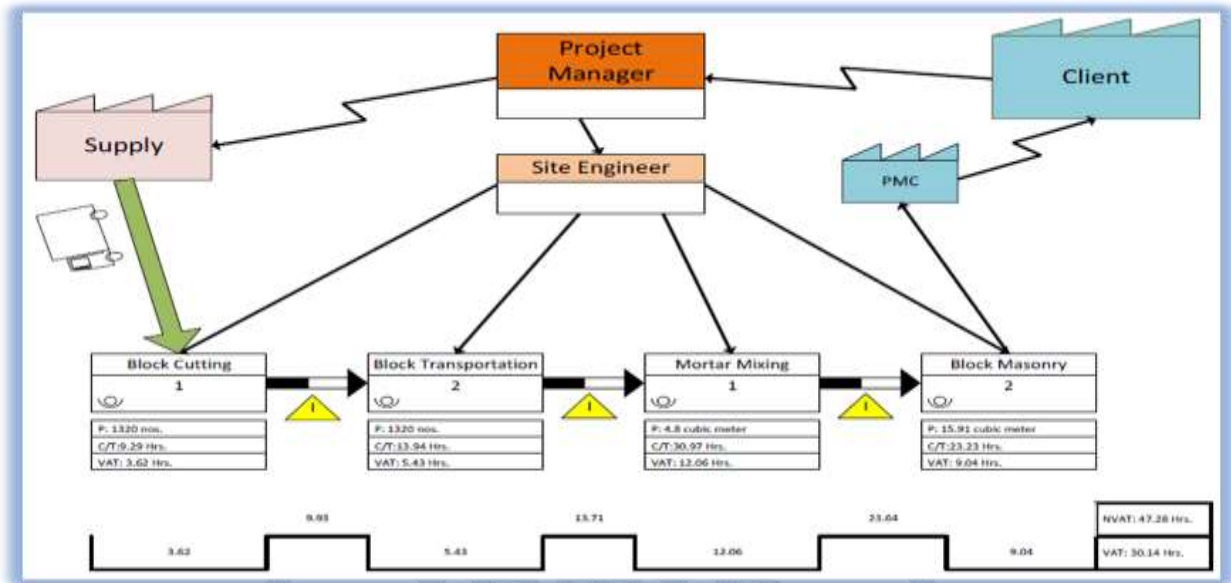 Project
Manager
Client
Supply
Site Engineer
PMC
Block Cutting
1
Block Transportation
2
Mortar Mixing
1
Block Masonry
2
I
I
I
P: 1320 nos.
C/T:9.29 Hrs.
VAT: 3.62 Hrs.
P: 1320 nos.
C/T:13.94 Hrs.
VAT: 5.43 Hrs.
P: 4.8 cubic meter
C/T:30.97 Hrs.
VAT: 12.06 Hrs.
P: 15.91 cubic meter
C/T:23.23 Hrs.
VAT: 9.04 Hrs.
9.93
13.71
23.64
NVAT: 47.28 Hrs.
3.62
5.43
12.06
9.04
VAT: 30.14 Hrs.